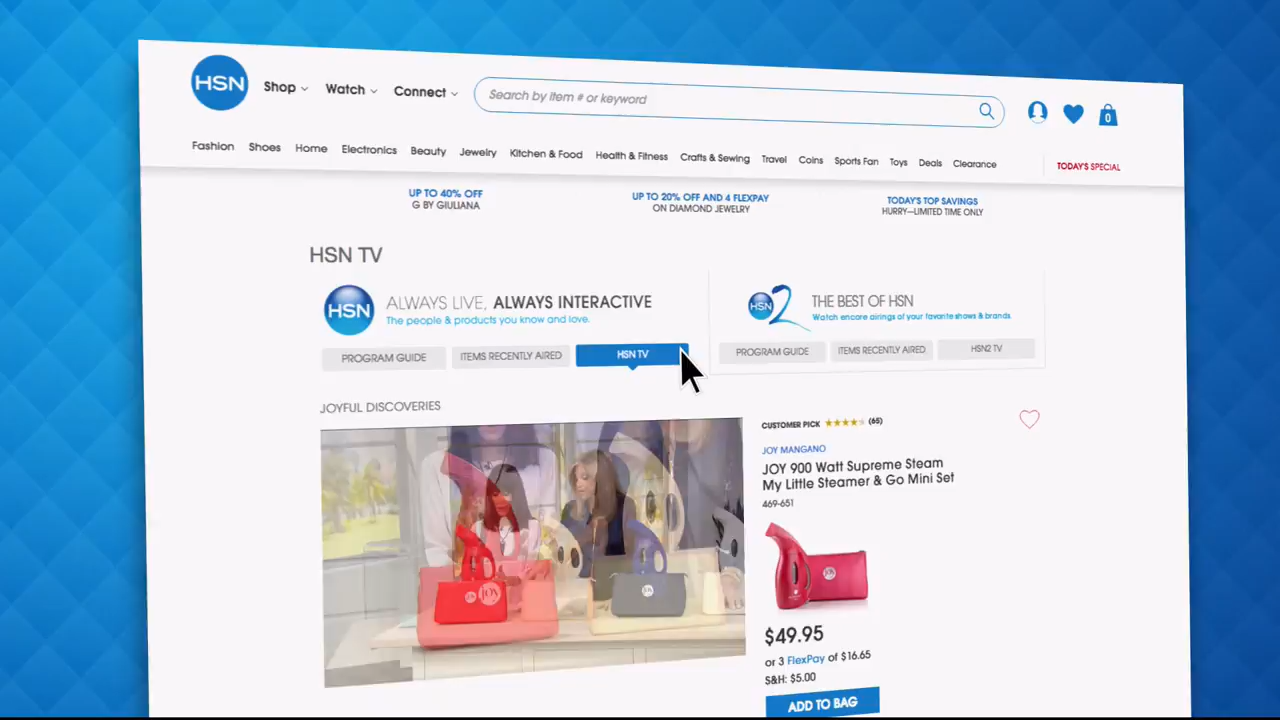 HSN
Shop
Watch
Connect
Search by item # or keyword
0
Fashion
Shoes
Home
Electronics
Beauty
Jewelry
Kitchen & Food
Health & Fitness
Crafts & Sewing
Travel
Coins
Sports Fan
Toys
Deals
Clearance
TODAY'S SPECIAL
UP TO 40% OFF
G BY GIULIANA
UP TO 20% OFF AND 4 FLEXPAY
ON DIAMOND JEWELRY
TODAY'S TOP SAVINGS
HURRY—LIMITED TIME ONLY
HSN TV
HSN
ALWAYS LIVE, ALWAYS INTERACTIVE
The people & products you know and love.
PROGRAM GUIDE
ITEMS RECENTLY AIRED
HSN TV
HSN2
THE BEST OF HSN
Watch encore airings of your favorite shows & brands.
PROGRAM GUIDE
ITEMS RECENTLY AIRED
HSN2 TV
JOYFUL DISCOVERIES
JOY
CUSTOMER PICK
(65)
JOY MANGANO
JOY 900 Watt Supreme Steam
My Little Steamer & Go Mini Set
469-651
$49.95
or 3 FlexPay of $16.65
S&H: $5.00
ADD TO BAG